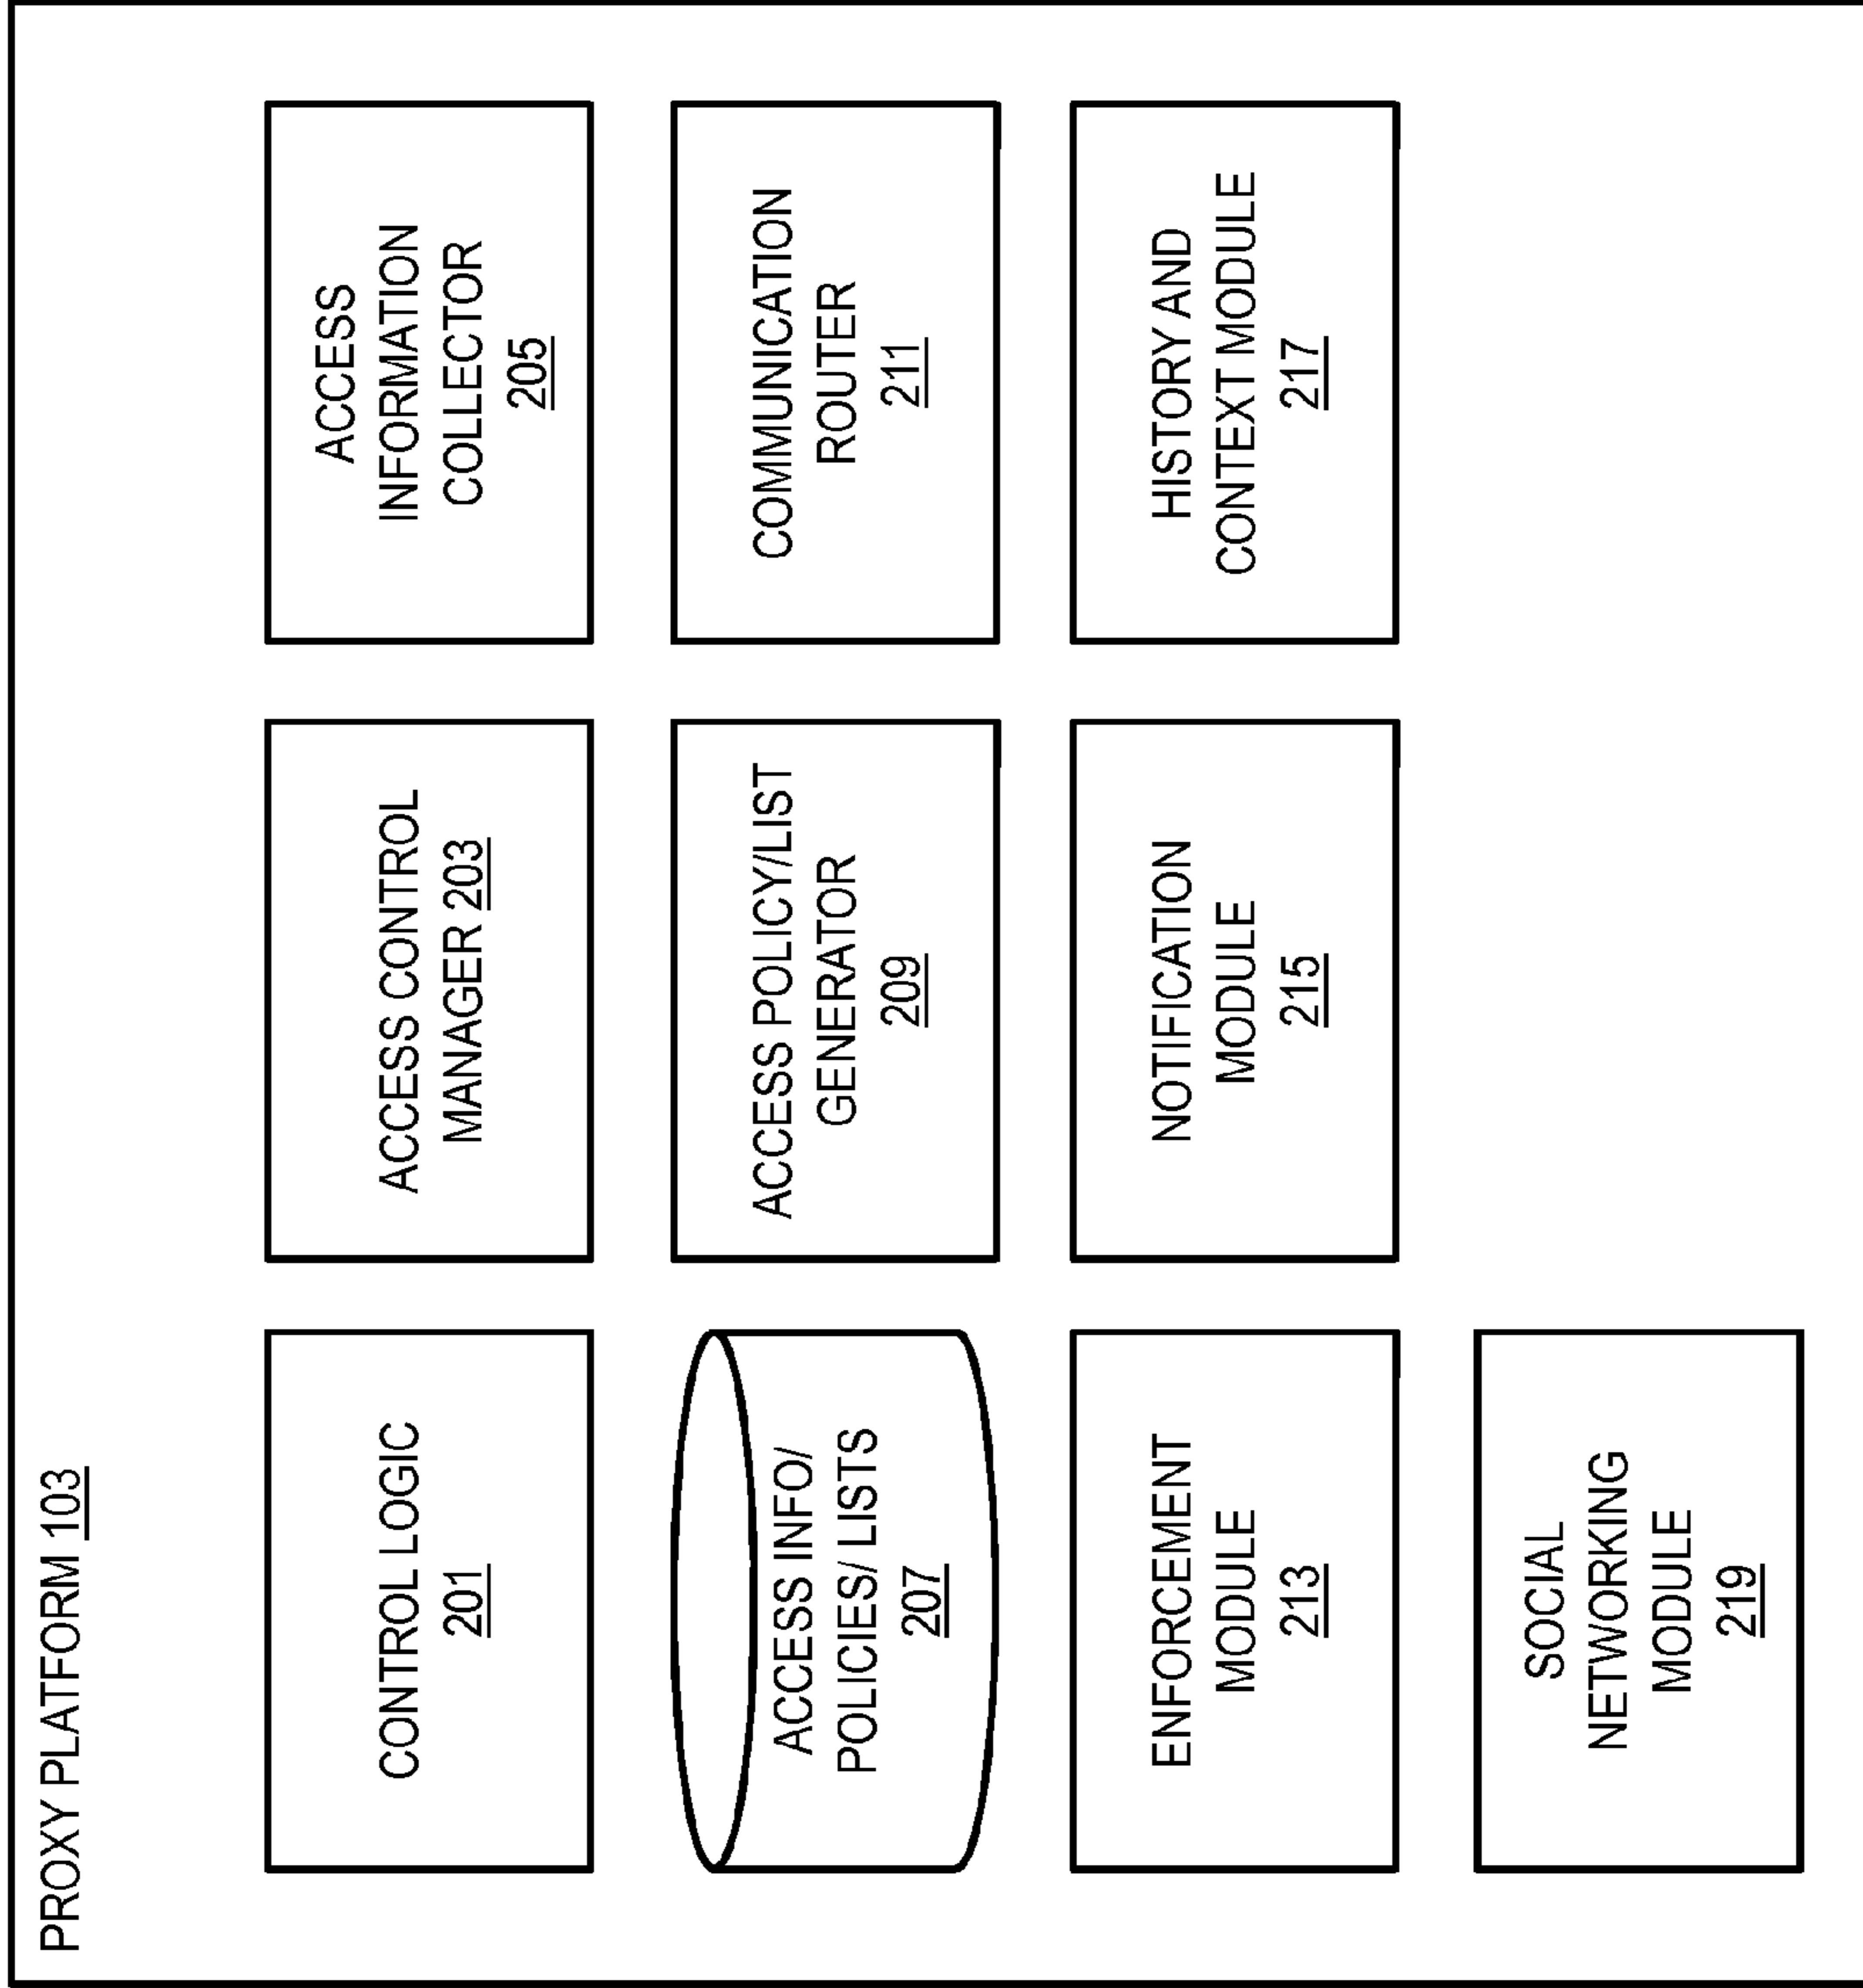 PROXY PLATFORM 103
CONTROL LOGIC
201
ACCESS CONTROL
MANAGER 203
ACCESS
INFORMATION
COLLECTOR
205
ACCESS INFO/
POLICIES/ LISTS
207
ACCESS POLICY/LIST
GENERATOR
209
COMMUNICATION
ROUTER
211
ENFORCEMENT
MODULE
213
NOTIFICATION
MODULE
215
HISTORY AND
CONTEXT MODULE
217
SOCIAL
NETWORKING
MODULE
219